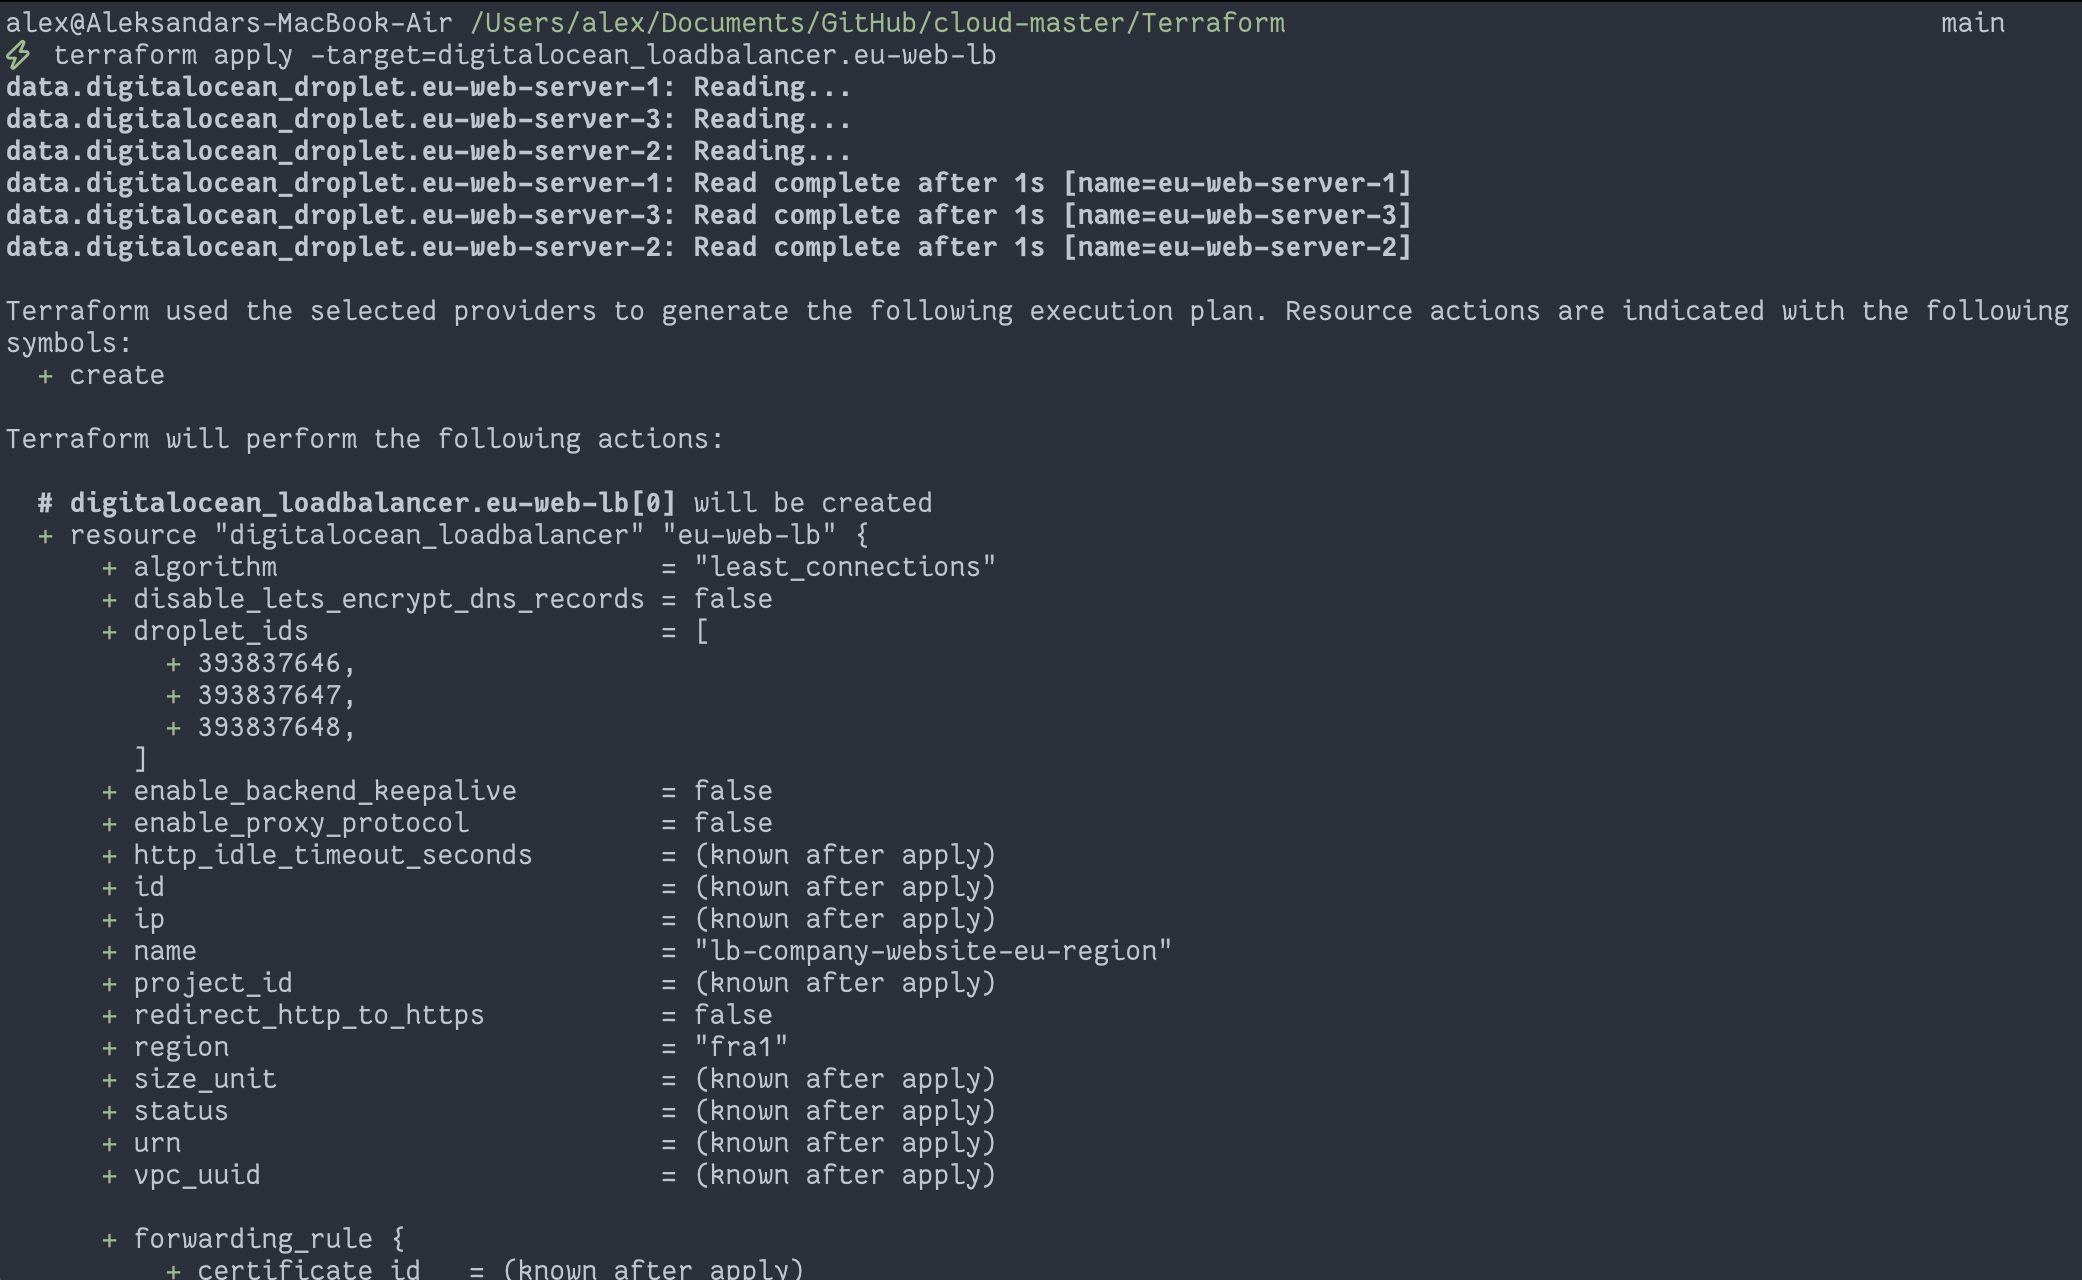 alex@Aleksandars-MacBook-Air /Users/alex/Documents/GitHub/cloud-master/Terraform main
terraform apply -target=digitalocean_loadbalancer.eu-web-lb
data.digitalocean_droplet.eu-web-server-1: Reading...
data.digitalocean_droplet.eu-web-server-3: Reading...
data.digitalocean_droplet.eu-web-server-2: Reading...
data.digitalocean_droplet.eu-web-server-1: Read complete after 1s [name=eu-web-server-1]
data.digitalocean_droplet.eu-web-server-3: Read complete after 1s [name=eu-web-server-3]
data.digitalocean_droplet.eu-web-server-2: Read complete after 1s [name=eu-web-server-2]
Terraform used the selected providers to generate the following execution plan. Resource actions are indicated with the following
symbols:
+ create
Terraform will perform the following actions:
# digitalocean_loadbalancer.eu-web-lb[0] will be created
+ resource "digitalocean_loadbalancer" "eu-web-lb" {
+ algorithm = "least_connections"
+ disable_lets_encrypt_dns_records = false
+ droplet_ids = [
+ 393837646,
+ 393837647,
+ 393837648,
]
+ enable_backend_keepalive = false
+ enable_proxy_protocol = false
+ http_idle_timeout_seconds = (known after apply)
+ id = (known after apply)
+ ip = (known after apply)
+ name = "lb-company-website-eu-region"
+ project_id = (known after apply)
+ redirect_http_to_https = false
+ region = "fra1"
+ size_unit = (known after apply)
+ status = (known after apply)
+ urn = (known after apply)
+ vpc_uuid = (known after apply)
+ forwarding_rule {
+ certificate_id = (known after apply)